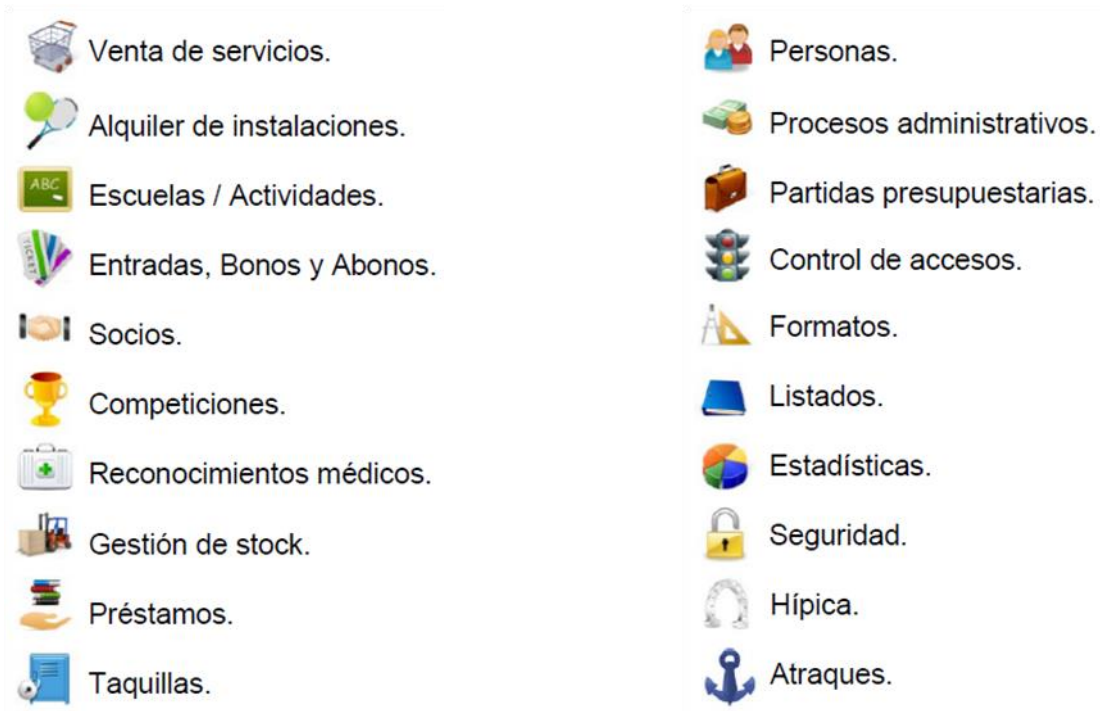 Venta de servicios.
Alquiler de instalaciones.
ABC
Escuelas / Actividades.
TICKET
Entradas, Bonos y Abonos.
Socios.
Competiciones.
Reconocimientos médicos.
Gestión de stock.
Préstamos.
Taquillas.
Personas.
Procesos administrativos.
Partidas presupuestarias.
Control de accesos.
Formatos.
Listados.
Estadísticas.
Seguridad.
Hípica.
Atraques.